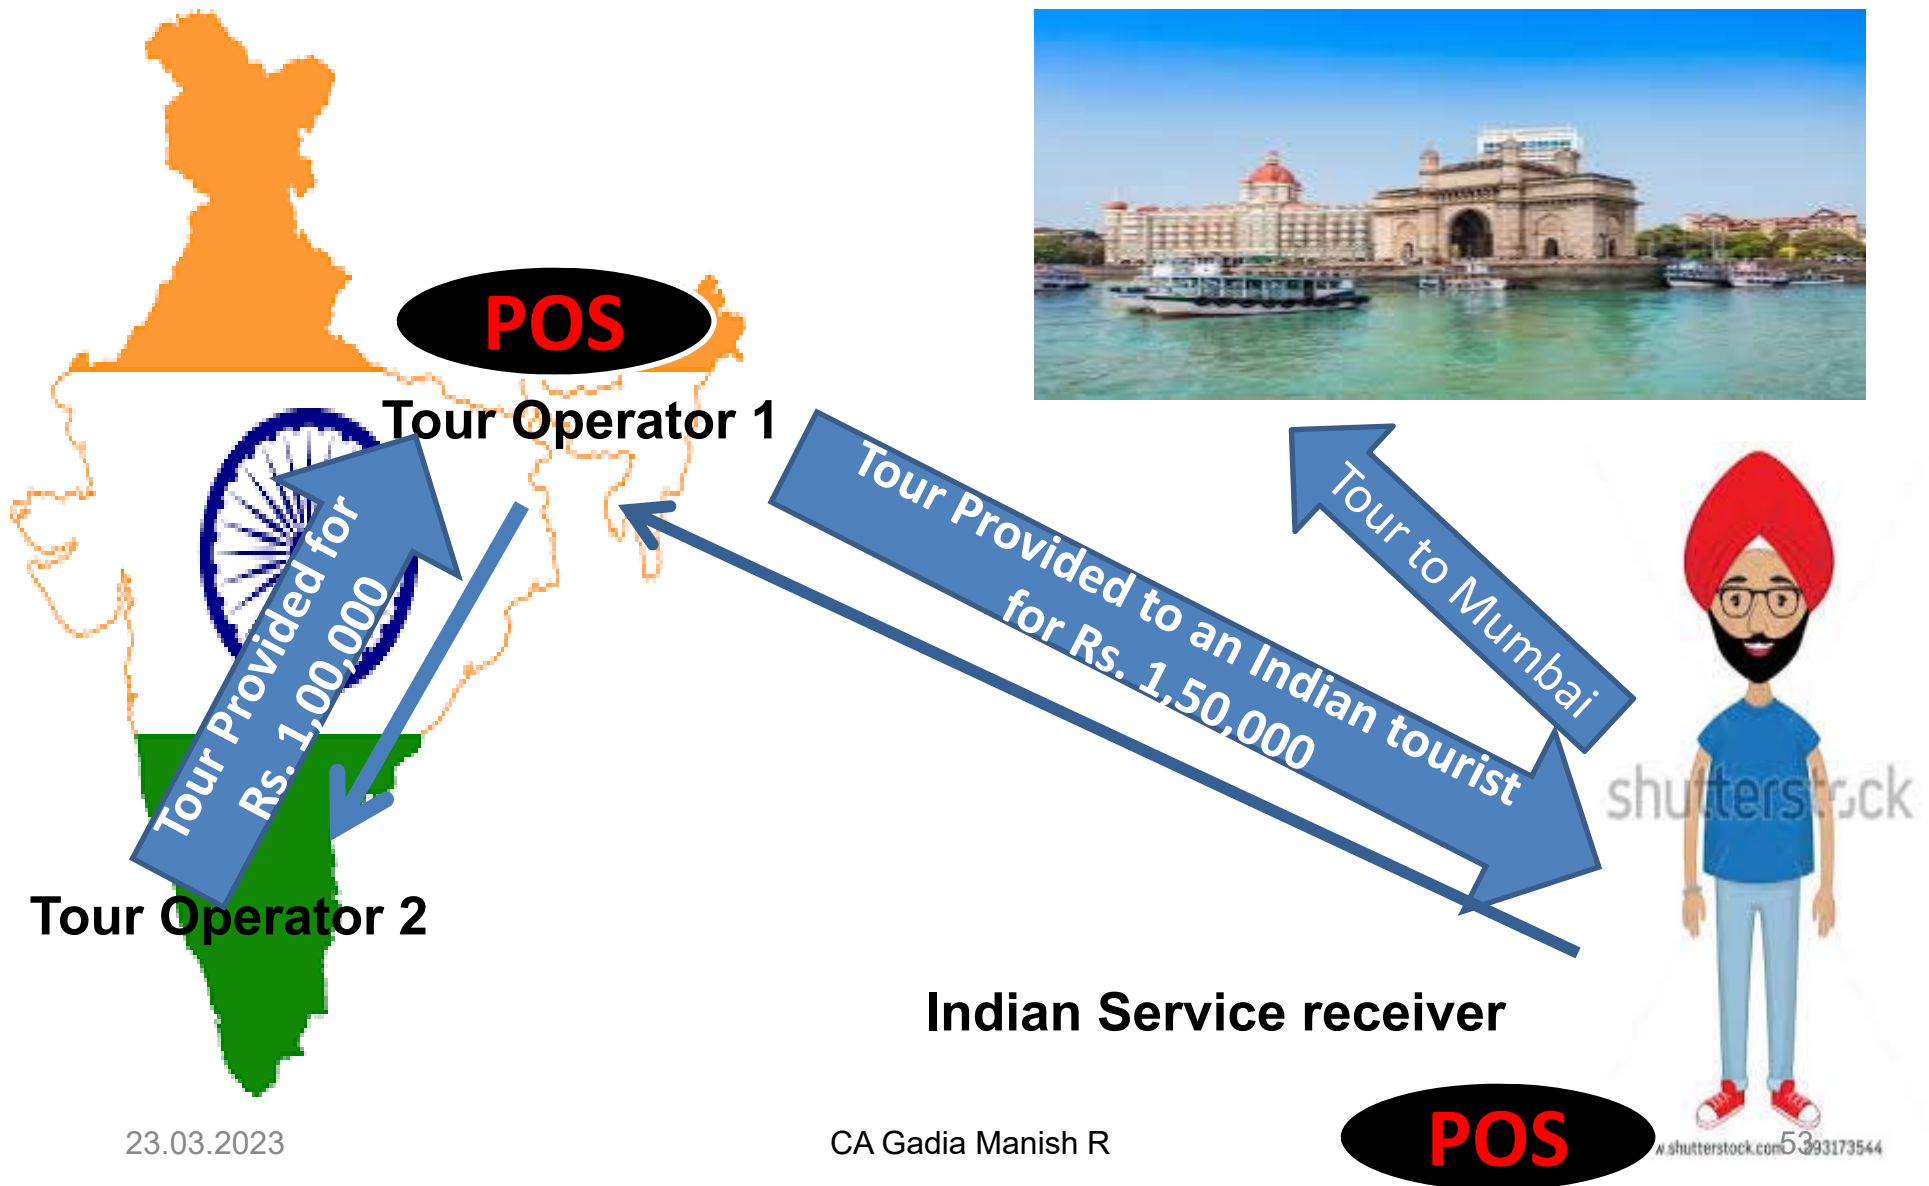 POS
Tour Operator 1
Tour Provided for
Rs. 1,00,000
Tour Provided to an Indian tourist
for Rs. 1,50,000
Tour to Mumbai
shutterstock
Tour Operator 2
Indian Service receiver
23.03.2023
CA Gadia Manish R
POS
53